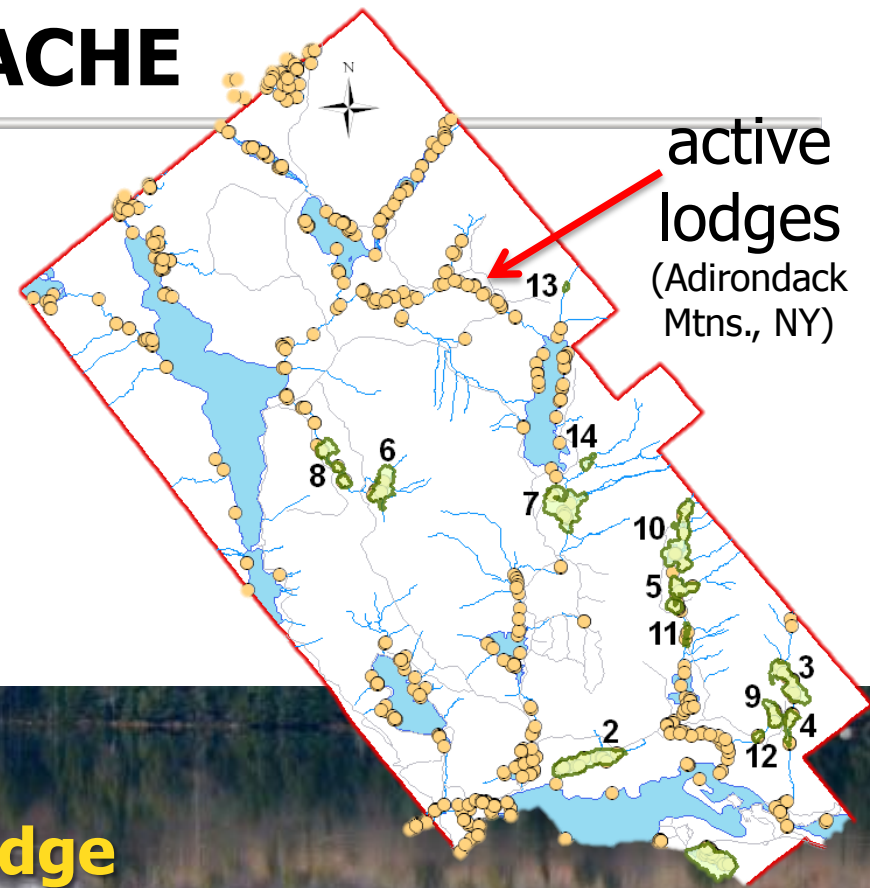 ACHE
N
active
lodges
(Adirondack
Mtns., NY)
13
14
6
8
7
10
5
11
3
9
4
12
2
dge